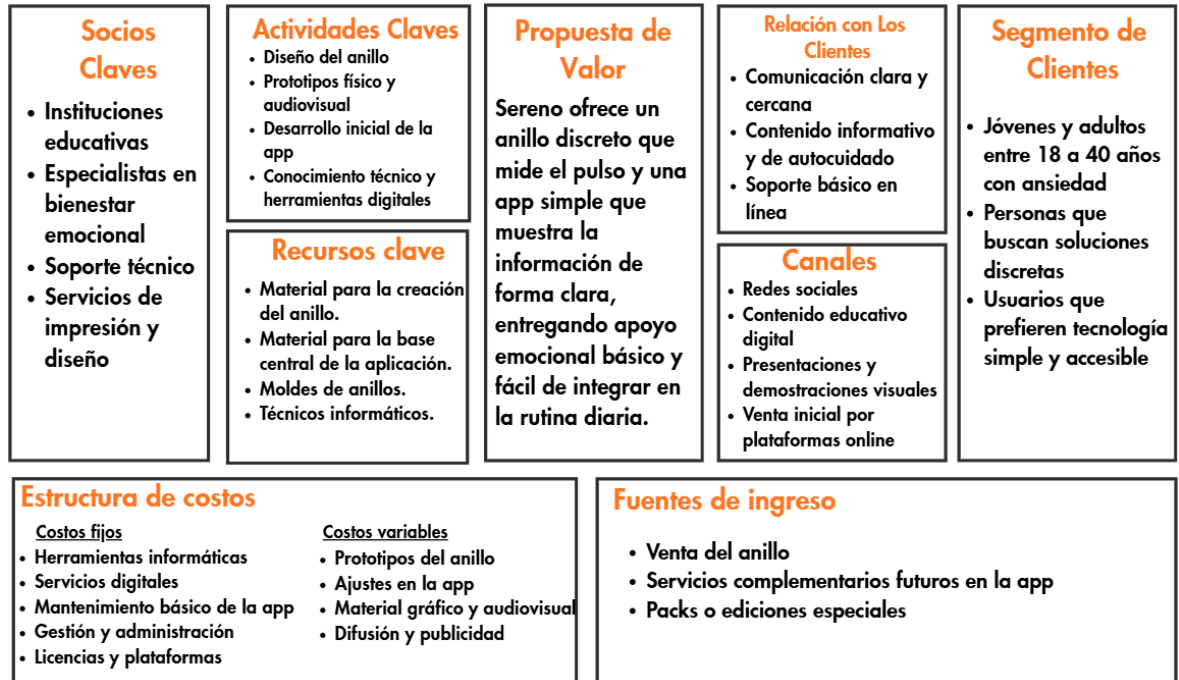 Socios
Claves
• Instituciones
educativas
• Especialistas en
bienestar
emocional
• Soporte técnico
• Servicios de
impresión y
diseño
Actividades Claves
• Diseño del anillo
• Prototipos físico y
audiovisual
• Desarrollo inicial de la
app
• Conocimiento técnico y
herramientas digitales
Recursos clave
• Material para la creación
del anillo.
• Material para la base
central de la aplicación.
• Moldes de anillos.
• Técnicos informáticos.
Propuesta de
Valor
Sereno ofrece un
anillo discreto que
mide el pulso y una
app simple que
muestra la
información de
forma clara,
entregando apoyo
emocional básico y
fácil de integrar en
la rutina diaria.
Relación con Los
Clientes
• Comunicación clara y
cercana
• Contenido informativo
y de autocuidado
• Soporte básico en
línea
Canales
• Redes sociales
• Contenido educativo
digital
• Presentaciones y
demostraciones visuales
• Venta inicial por
plataformas online
Segmento de
Clientes
• Jóvenes y adultos
entre 18 a 40 años
con ansiedad
• Personas que
buscan soluciones
discretas
• Usuarios que
prefieren tecnología
simple y accesible
Estructura de costos
Costos fijos
• Herramientas informáticas
• Servicios digitales
• Mantenimiento básico de la app
• Gestión y administración
• Licencias y plataformas
Costos variables
• Prototipos del anillo
• Ajustes en la app
• Material gráfico y audiovisual
• Difusión y publicidad
Fuentes de ingreso
• Venta del anillo
• Servicios complementarios futuros en la app
• Packs o ediciones especiales